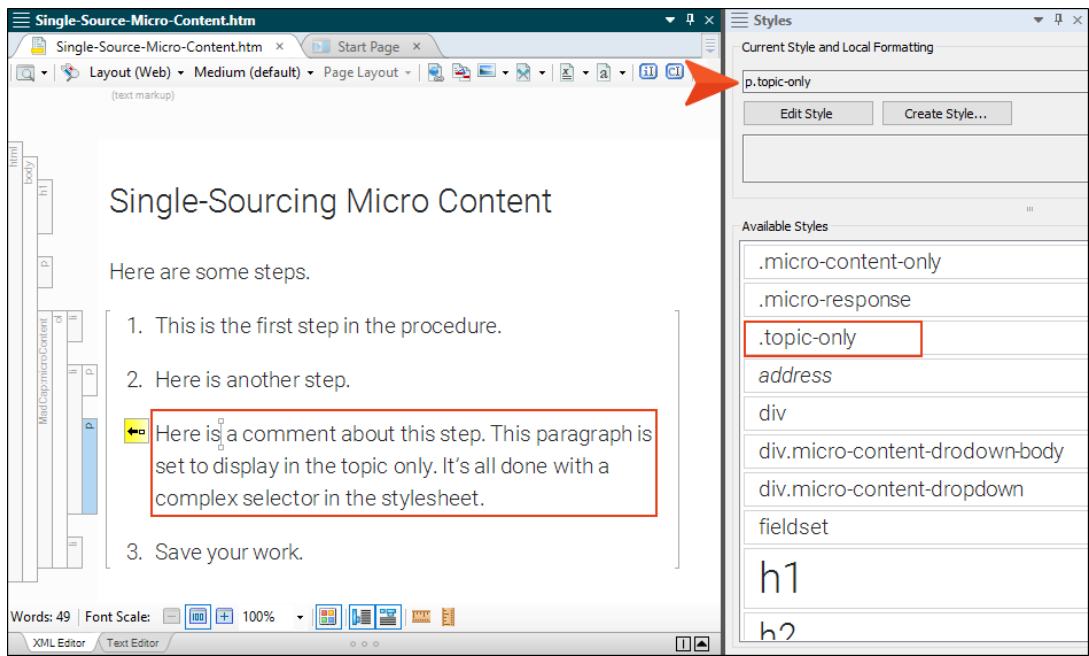 Single-Source-Micro-Content.htm
Single-Source-Micro-Content.htm × Start Page ×
Layout (Web) Medium (default) Page Layout
(text markup)
html
body
h1
Single-Sourcing Micro Content
p
Here are some steps.
MadCap:microContent
ol
li
1. This is the first step in the procedure.
li
p
2. Here is another step.
p
Here is a comment about this step. This paragraph is
set to display in the topic only. It’s all done with a
complex selector in the stylesheet.
li
3. Save your work.
Words: 49 Font Scale: 100 100%
XML Editor Text Editor
Styles
Current Style and Local Formatting
p.topic-only
Edit Style Create Style...
Available Styles
.micro-content-only
.micro-response
.topic-only
address
div
div.micro-content-drodown-body
div.micro-content-dropdown
fieldset
h1
h2